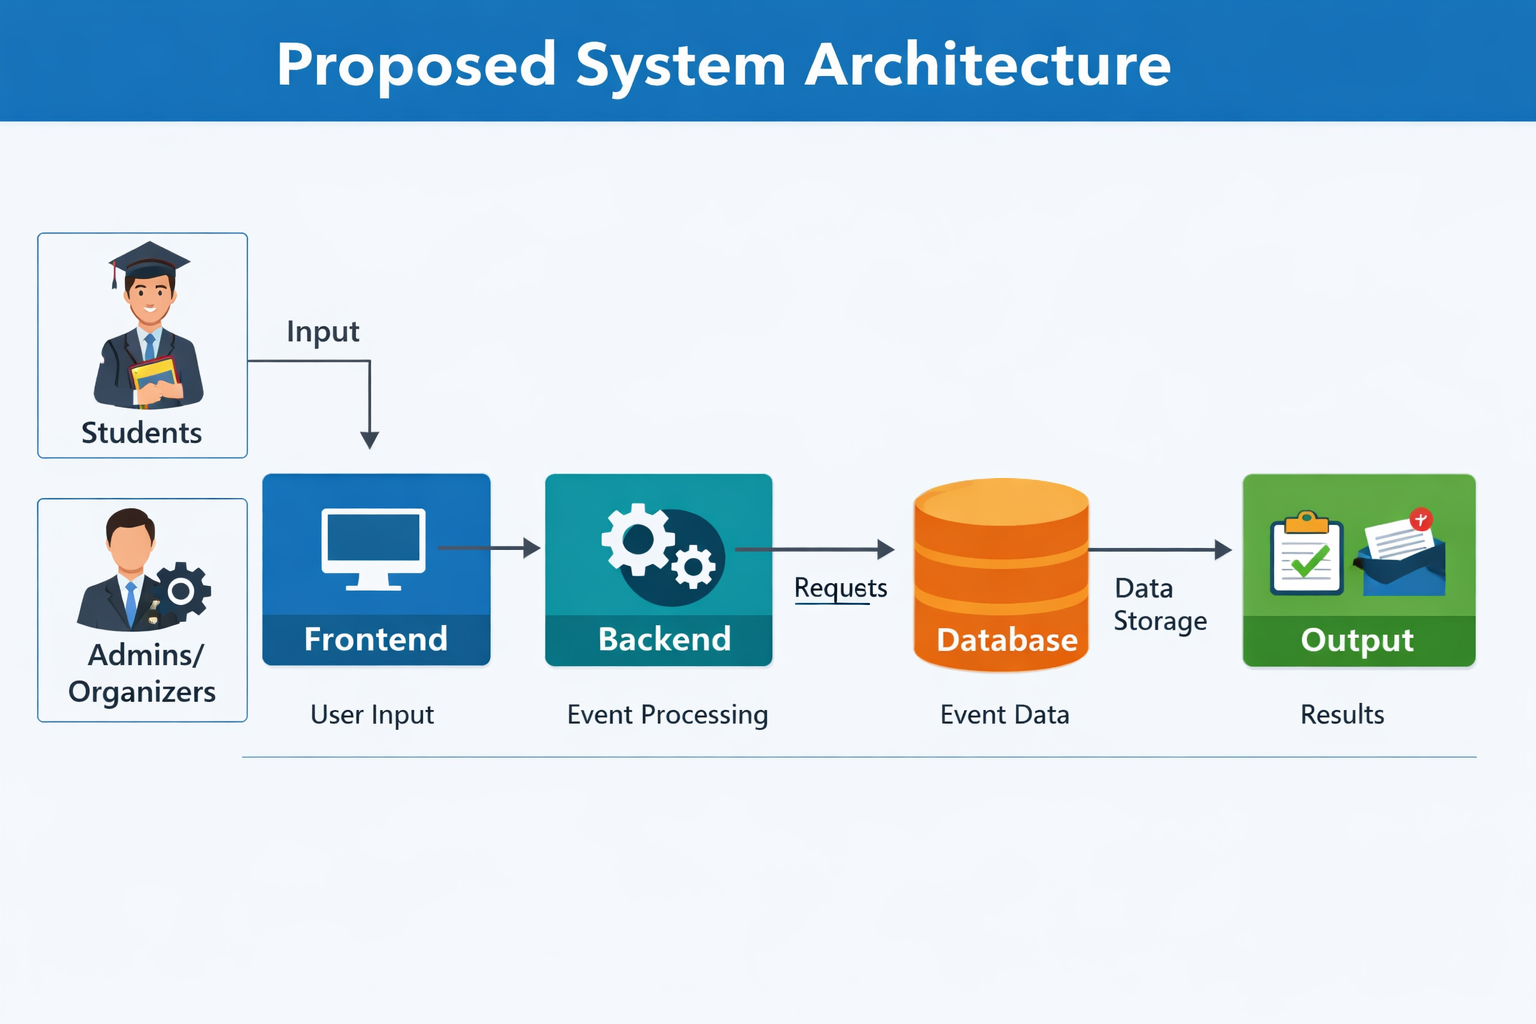 Proposed System Architecture
Input
Students
Admins/
Organizers
Frontend
Backend
Requets
Database
Data
Storage
Output
User Input
Event Processing
Event Data
Results